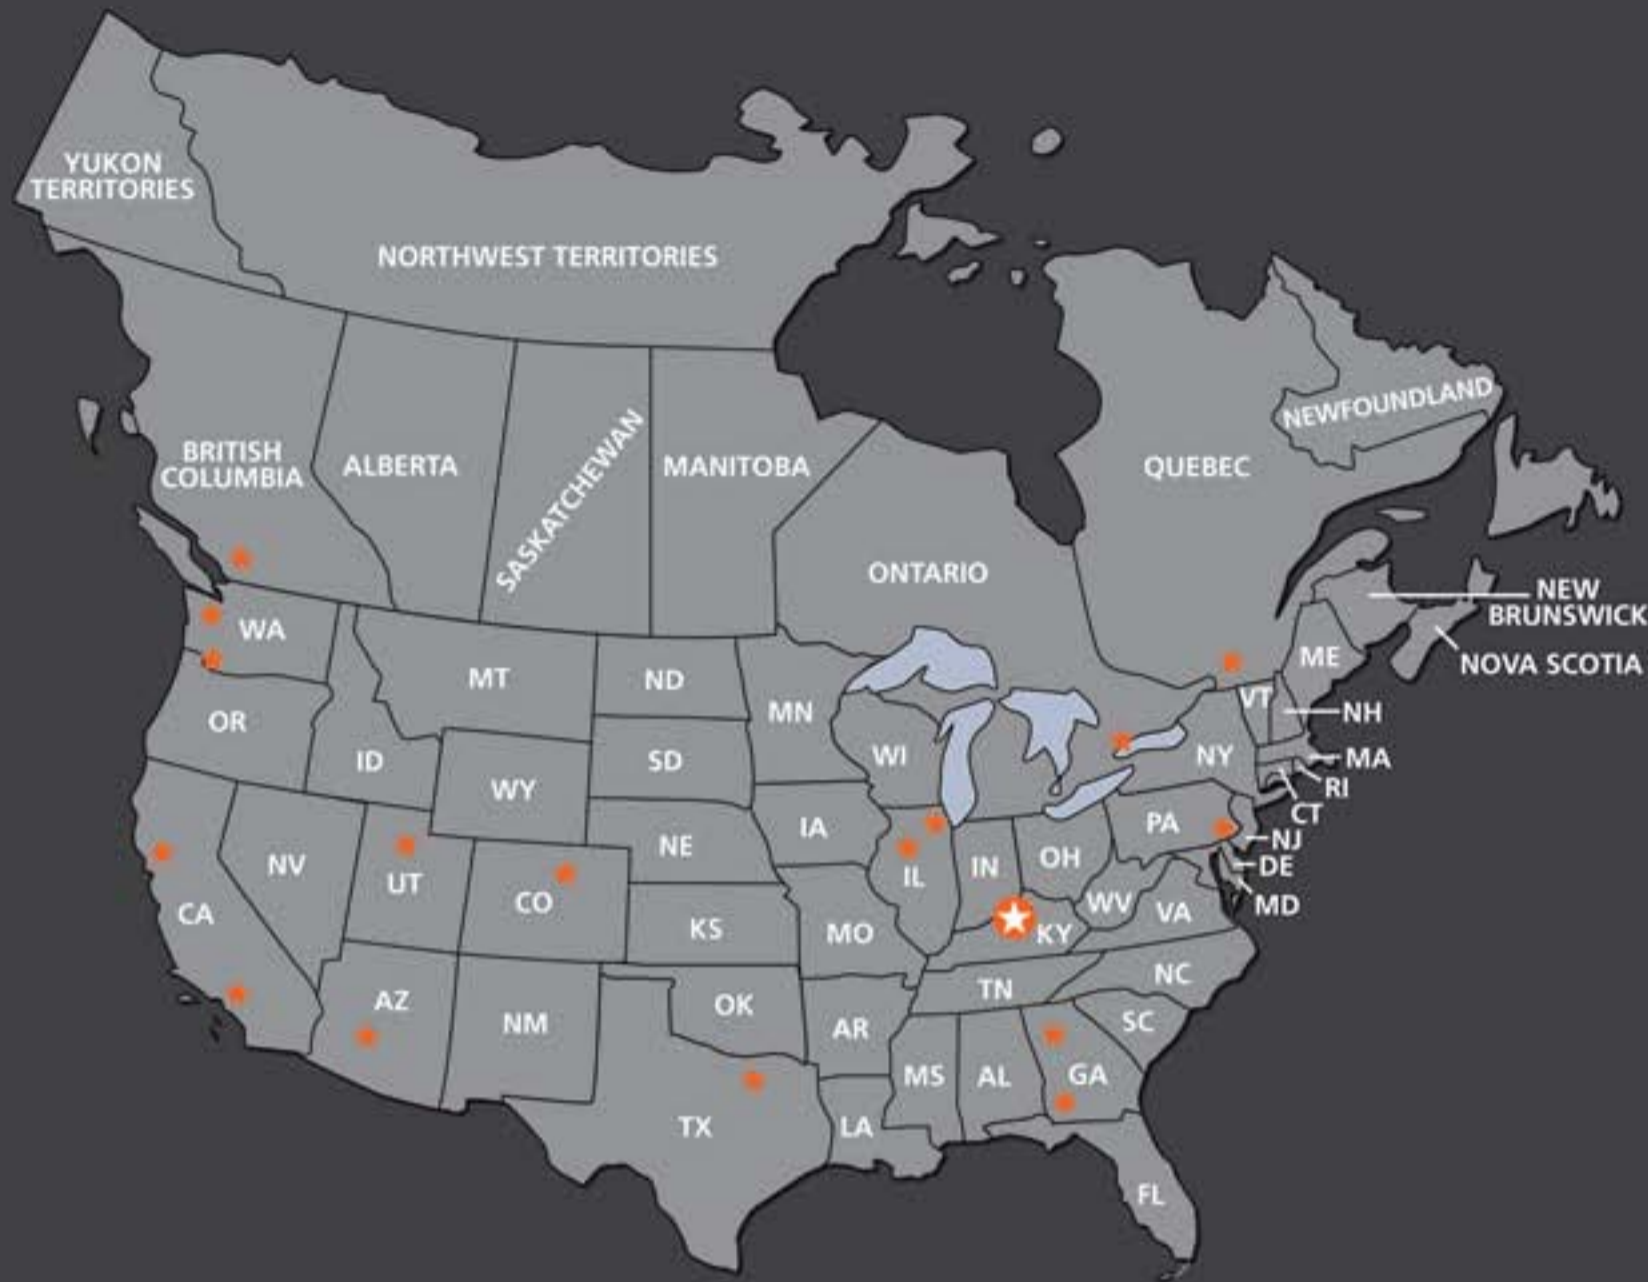 YUKON
TERRITORIES
NORTHWEST TERRITORIES
BRITISH
COLUMBIA
ALBERTA
SASKATCHEWAN
MANITOBA
ONTARIO
QUEBEC
NEWFOUNDLAND
NEW
BRUNSWICK
NOVA SCOTIA
WA
MT
ND
MN
ME
VT
NH
OR
ID
WY
SD
WI
NY
MA
RI
CT
NV
UT
CO
NE
IA
IL
IN
OH
PA
NJ
DE
MD
CA
KS
MO
KY
WV
VA
AZ
NM
OK
AR
TN
NC
SC
TX
LA
MS
AL
GA
FL